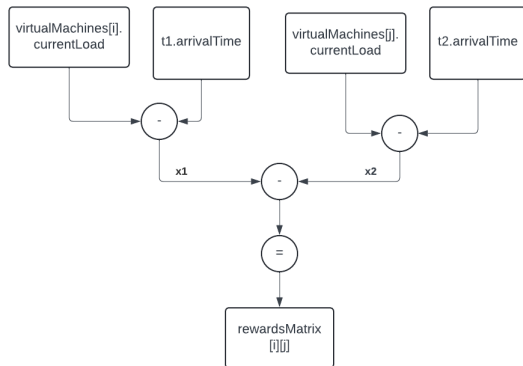 virtualMachines[i].
currentLoad
t1.arrivalTime
virtualMachines[j].
currentLoad
t2.arrivalTime
-
-
x1
-
x2
=
rewardsMatrix
[i][j]